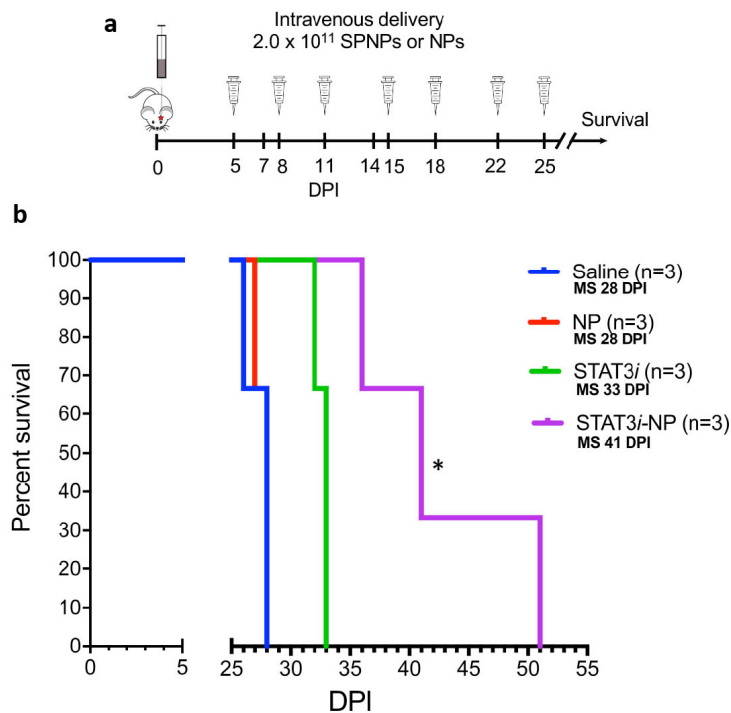 a
Intravenous delivery
2.0 x 10¹¹ SPNPs or NPs
Survival
0 5 7 8 11 14 15 18 22 25
DPI
b
100
90
80
70
60
50
40
30
20
10
0
Percent survival
*
0 5 25 30 35 40 45 50 55
DPI
Saline (n=3)
MS 28 DPI
NP (n=3)
MS 28 DPI
STAT3i (n=3)
MS 33 DPI
STAT3i-NP (n=3)
MS 41 DPI